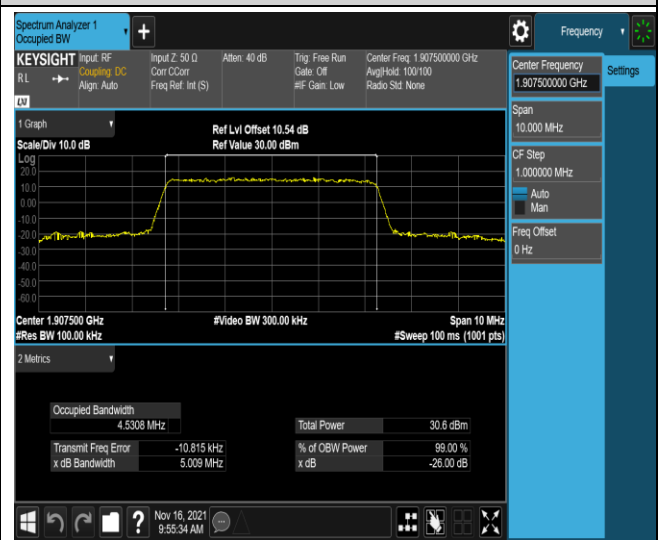 Spectrum Analyzer 1
Occupied BW
Frequency
KEYSIGHT
RL
Input: RF
Coupling: DC
Align: Auto
Input Z: 50 Ω
Corr CCorr
Freq Ref: Int (S)
Atten: 40 dB
Trig: Free Run
Gate: Off
#IF Gain: Low
Center Freq: 1.907500000 GHz
Avg|Hold: 100/100
Radio Std: None
LXI
Center Frequency
1.907500000 GHz
Settings
Span
10.000 MHz
CF Step
1.000000 MHz
Auto
Man
Freq Offset
0 Hz
1 Graph
Scale/Div 10.0 dB
Ref Lvl Offset 10.54 dB
Ref Value 30.00 dBm
Log
20.0
10.0
0.00
-10.0
-20.0
-30.0
-40.0
-50.0
-60.0
Center 1.907500 GHz
#Res BW 100.00 kHz
#Video BW 300.00 kHz
Span 10 MHz
#Sweep 100 ms (1001 pts)
2 Metrics
Occupied Bandwidth
4.5308 MHz
Transmit Freq Error -10.815 kHz
x dB Bandwidth 5.009 MHz
Total Power 30.6 dBm
% of OBW Power 99.00 %
x dB -26.00 dB
Nov 16, 2021
9:55:34 AM